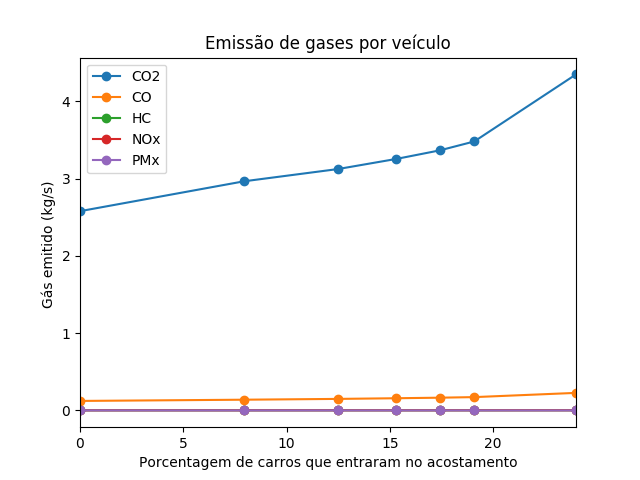 Emissão de gases por veículo
CO2
CO
HC
NOx
PMx
Gás emitido (kg/s)
4
3
2
1
0
0 5 10 15 20
Porcentagem de carros que entraram no acostamento